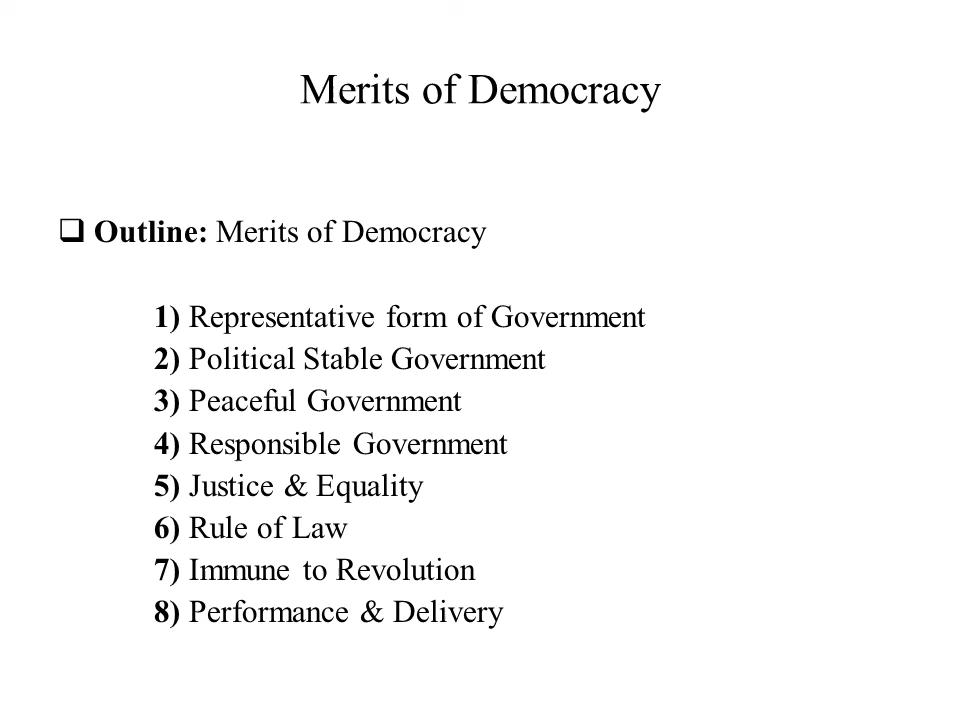 Merits of Democracy
❑ Outline: Merits of Democracy
1) Representative form of Government
2) Political Stable Government
3) Peaceful Government
4) Responsible Government
5) Justice & Equality
6) Rule of Law
7) Immune to Revolution
8) Performance & Delivery